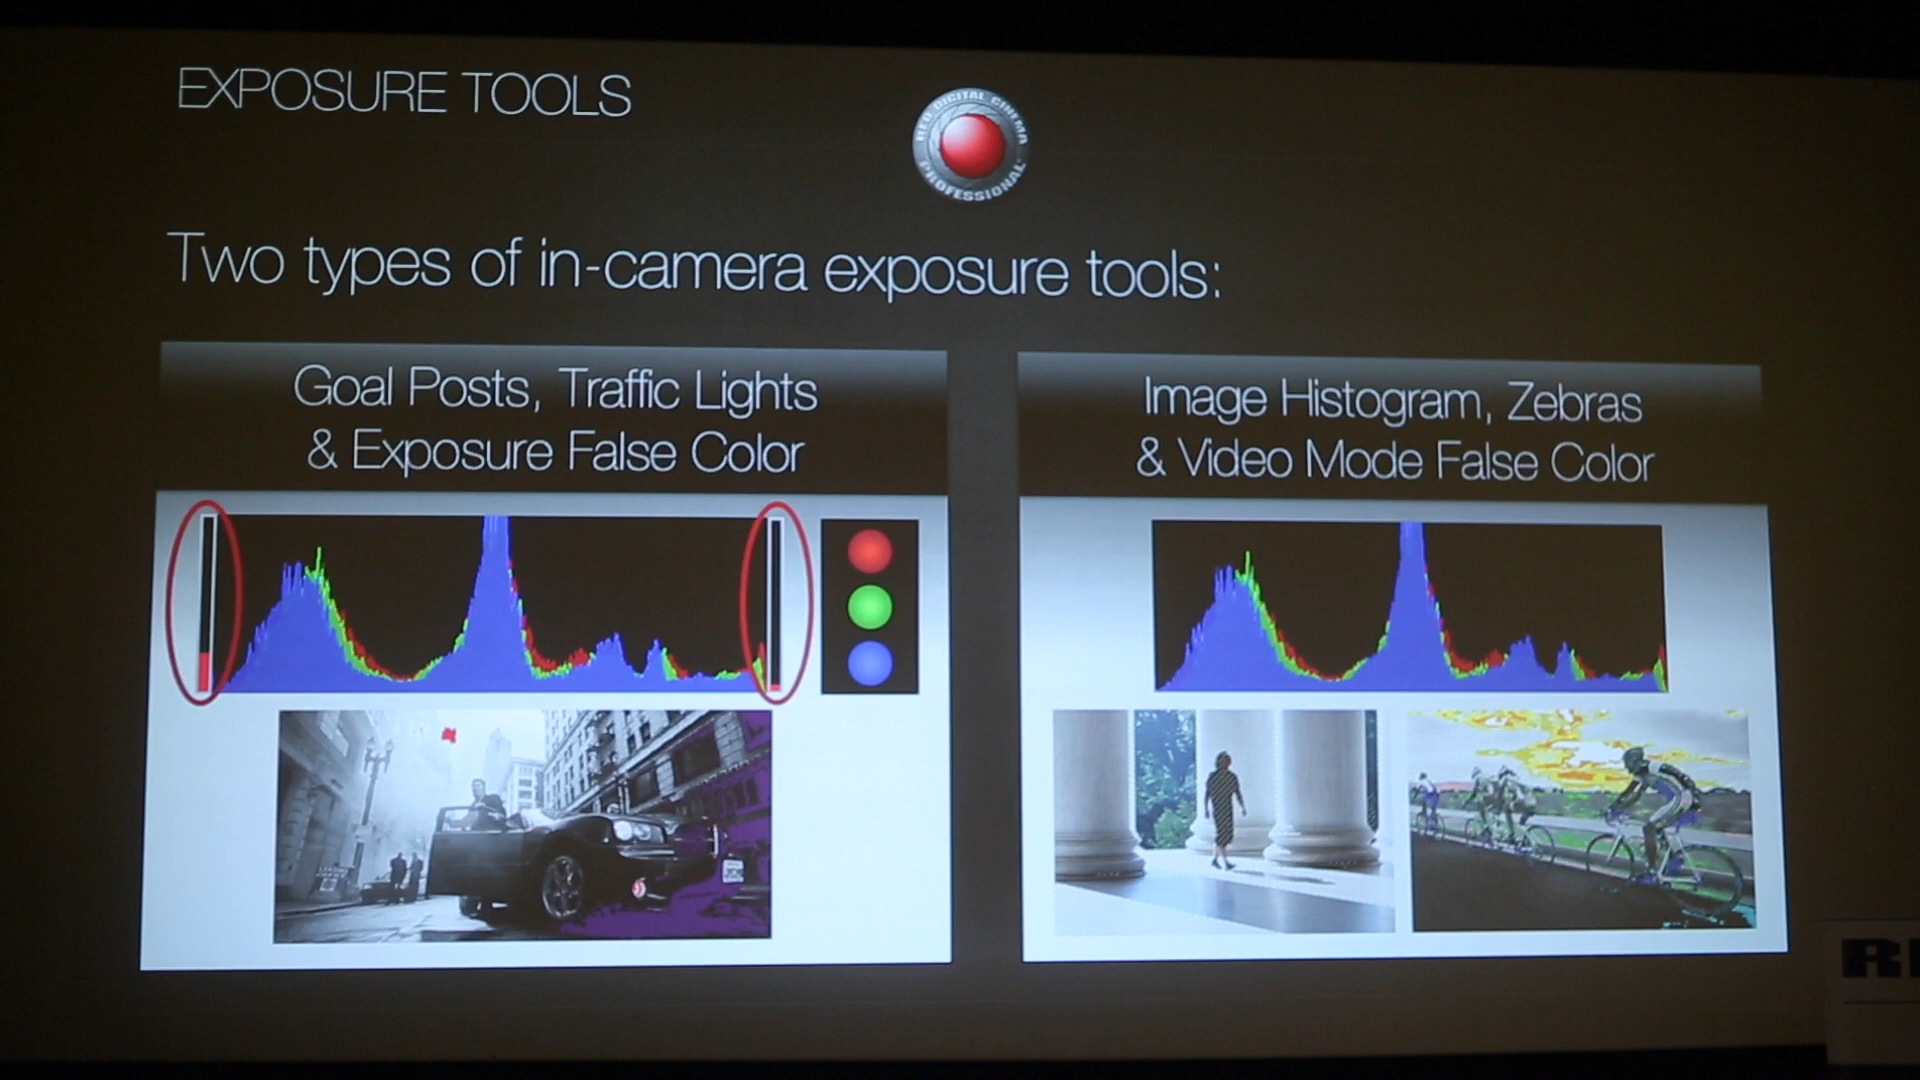 EXPOSURE TOOLS
RED DIGITAL CINEMA
PROFESSIONAL
Two types of in-camera exposure tools:
Goal Posts, Traffic Lights
& Exposure False Color
Image Histogram, Zebras
& Video Mode False Color